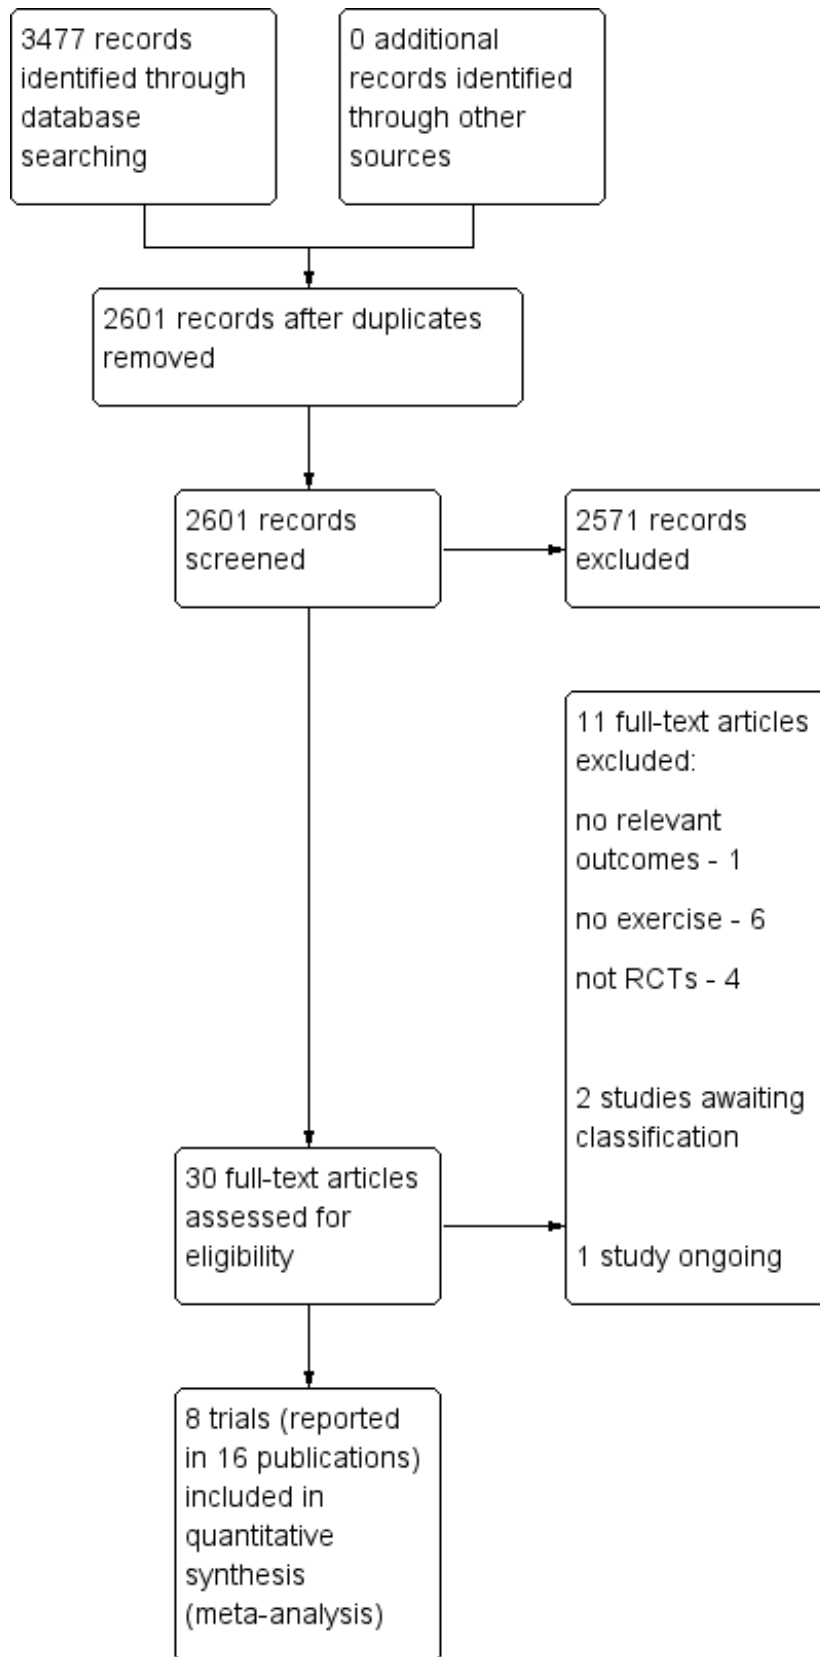 3477 records
identified through
database
searching
0 additional
records identified
through other
sources
2601 records after duplicates
removed
2601 records
screened
2571 records
excluded
11 full-text articles
excluded:
no relevant
outcomes - 1
no exercise - 6
not RCTs - 4
2 studies awaiting
classification
1 study ongoing
30 full-text articles
assessed for
eligibility
8 trials (reported
in 16 publications)
included in
quantitative
synthesis
(meta-analysis)